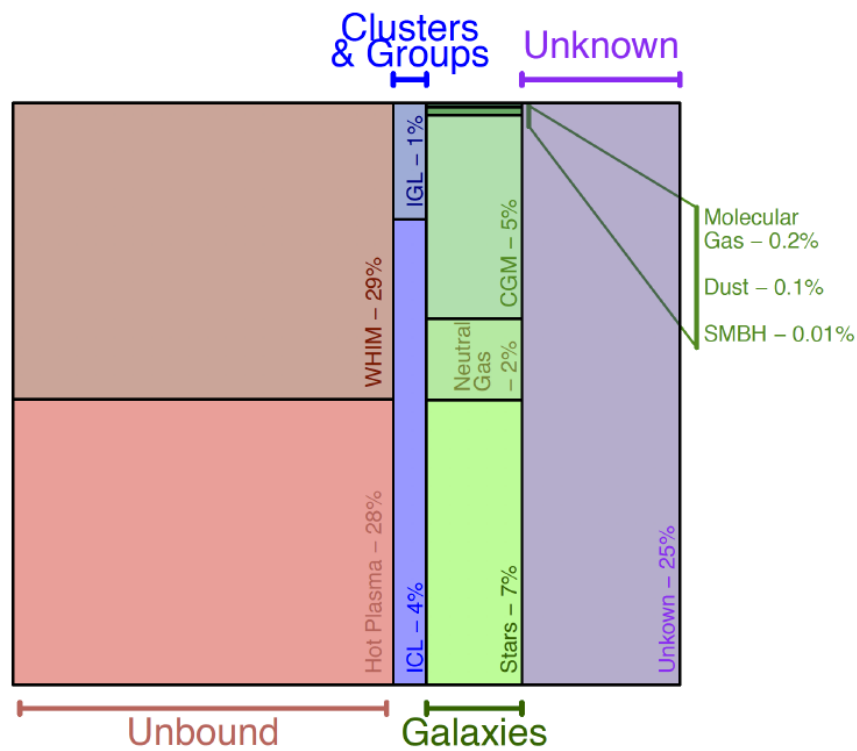 Clusters
& Groups
Unknown
WHIM – 29%
IGL – 1%
CGM – 5%
Neutral
Gas
– 2%
Molecular
Gas – 0.2%
Dust – 0.1%
SMBH – 0.01%
Hot Plasma – 28%
ICL – 4%
Stars – 7%
Unkown – 25%
Unbound
Galaxies